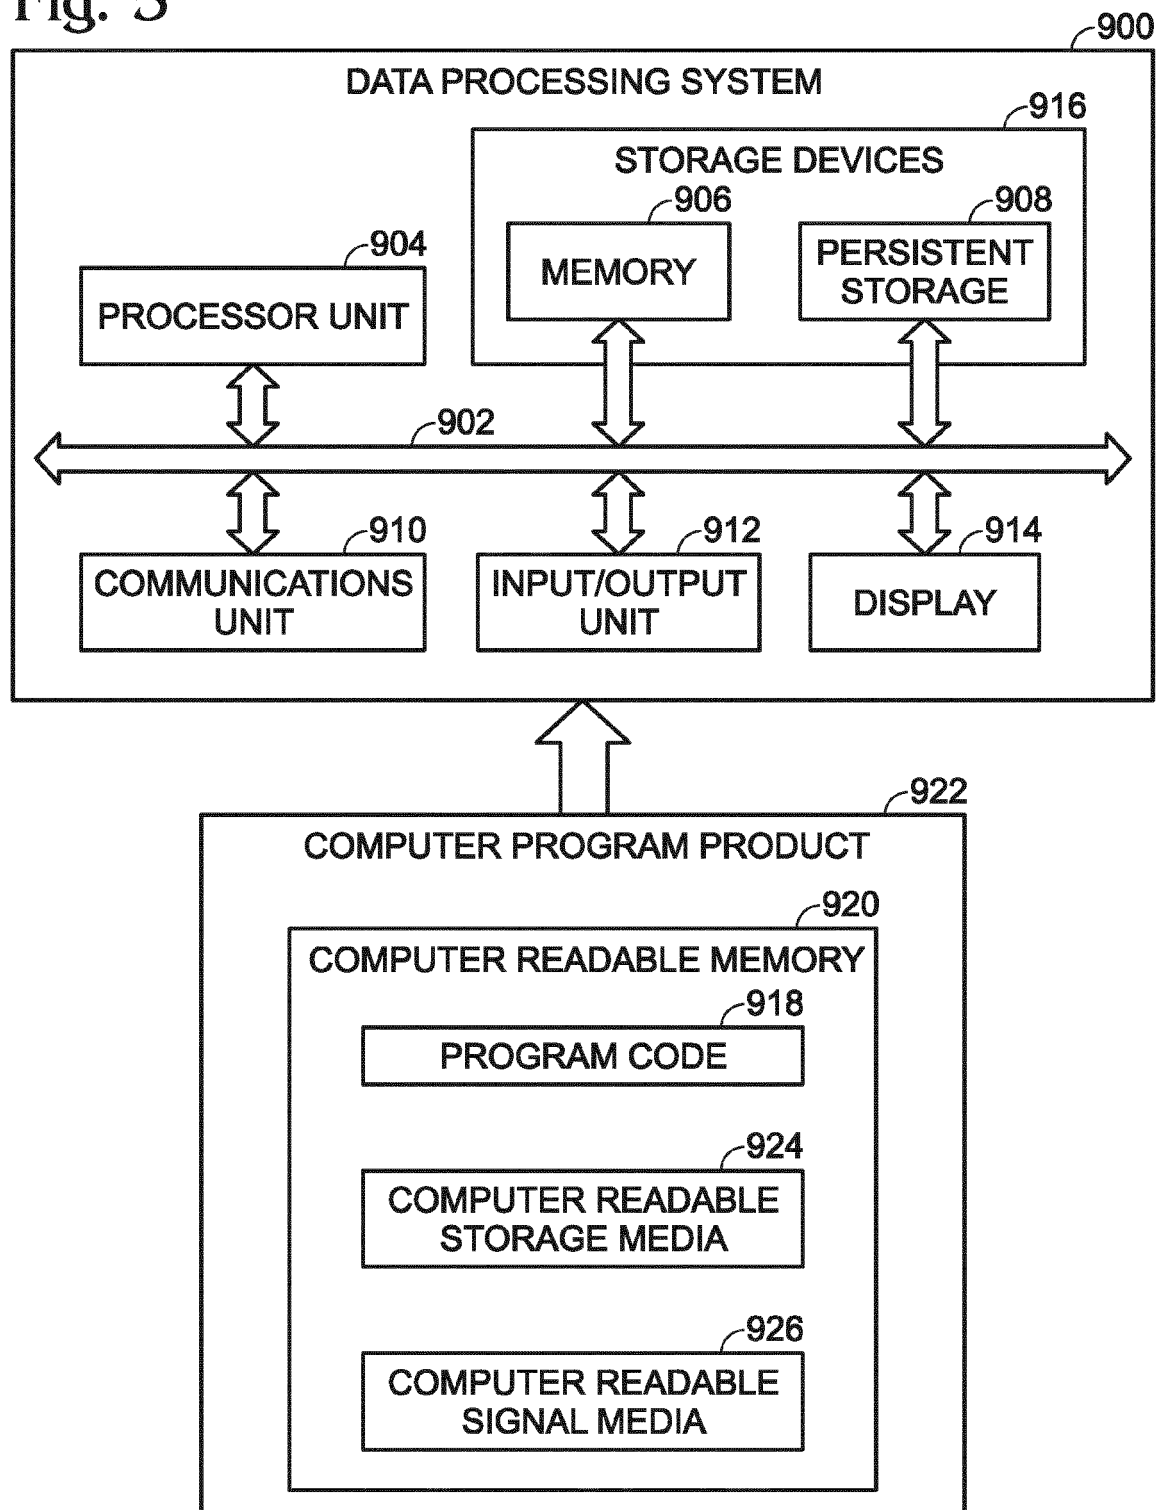 Fig. 5
900
DATA PROCESSING SYSTEM
916
STORAGE DEVICES
906
MEMORY
908
PERSISTENT
STORAGE
904
PROCESSOR UNIT
902
910
COMMUNICATIONS
UNIT
912
INPUT/OUTPUT
UNIT
914
DISPLAY
922
COMPUTER PROGRAM PRODUCT
920
COMPUTER READABLE MEMORY
918
PROGRAM CODE
924
COMPUTER READABLE
STORAGE MEDIA
926
COMPUTER READABLE
SIGNAL MEDIA